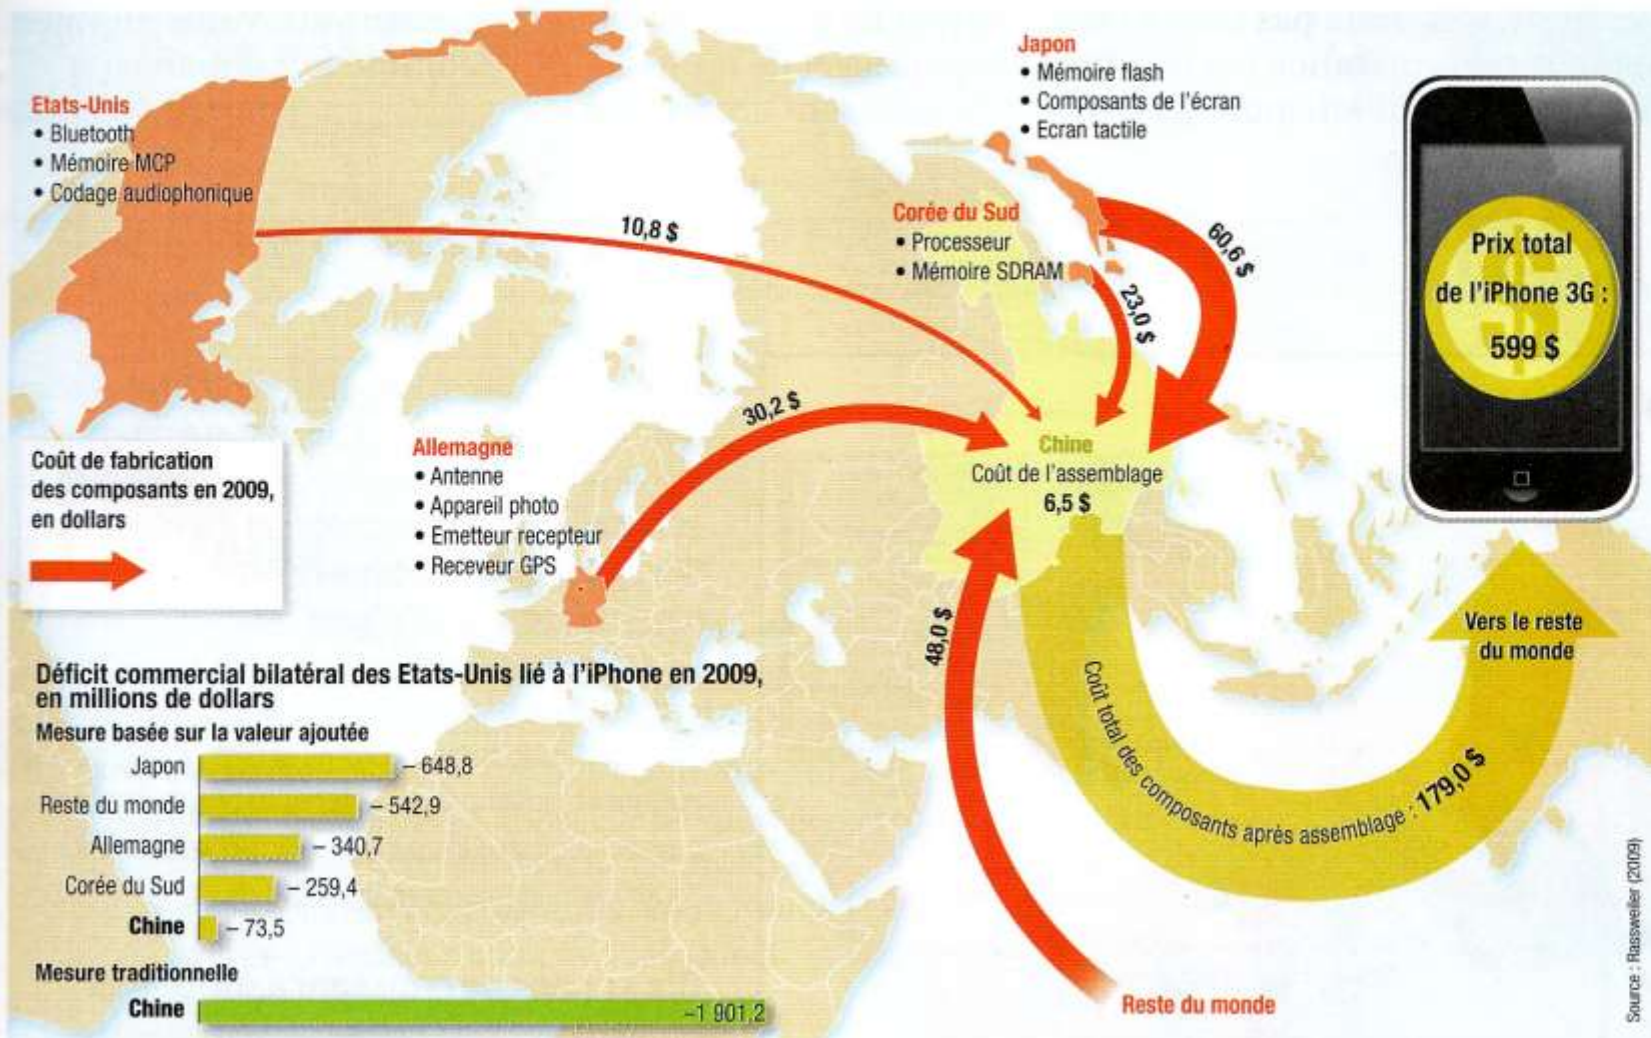 Etats-Unis
• Bluetooth
• Mémoire MCP
• Codage audiophonique
Japon
• Mémoire flash
• Composants de l'écran
• Ecran tactile
Corée du Sud
• Processeur
• Mémoire SDRAM
10,8 $
60,6 $
23,0 $
30,2 $
48,0 $
Prix total
de l'iPhone 3G :
599 $
Allemagne
• Antenne
• Appareil photo
• Emetteur recepteur
• Receveur GPS
Chine
Coût de l'assemblage
6,5 $
Coût de fabrication
des composants en 2009,
en dollars
Vers le reste
du monde
Coût total des composants après assemblage : 179,0 $
Reste du monde
Déficit commercial bilatéral des Etats-Unis lié à l'iPhone en 2009,
en millions de dollars
Mesure basée sur la valeur ajoutée
Japon – 648,8
Reste du monde – 542,9
Allemagne – 340,7
Corée du Sud – 259,4
Chine – 73,5
Mesure traditionnelle
Chine –1 901,2
Source : Rassweiler (2009)